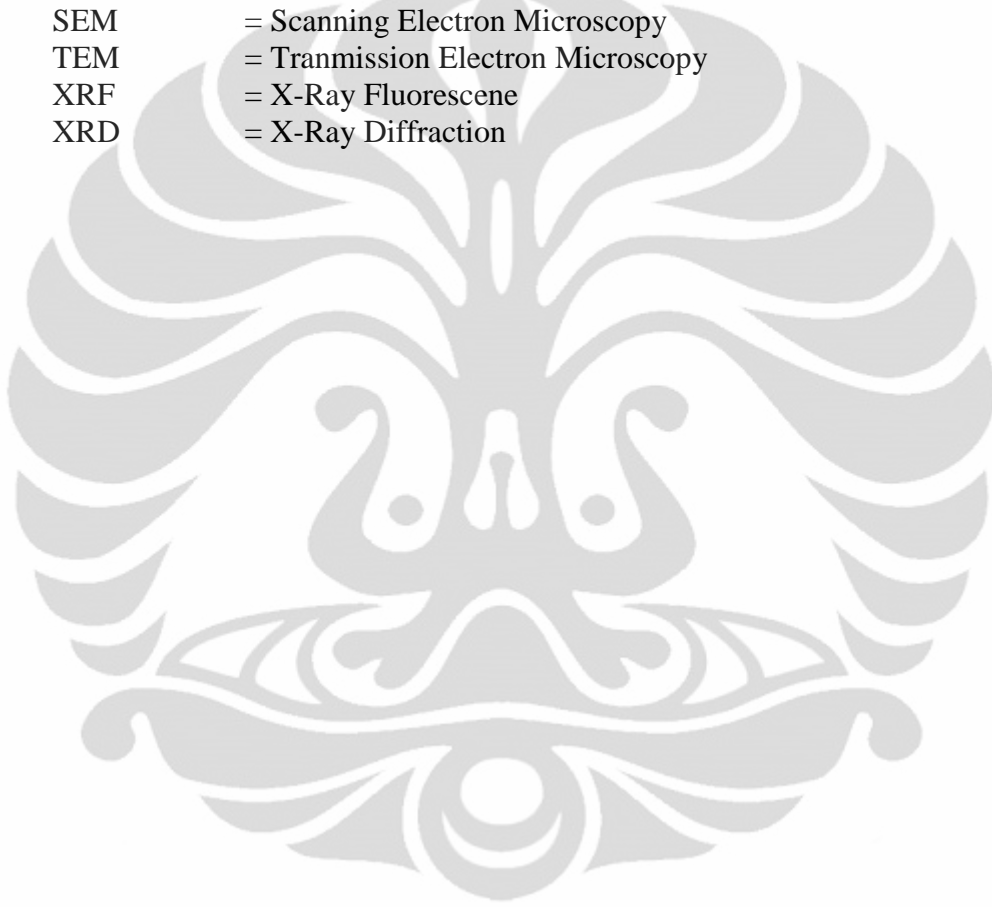 SEM = Scanning Electron Microscopy
TEM = Tranmission Electron Microscopy
XRF = X-Ray Fluorescene
XRD = X-Ray Diffraction